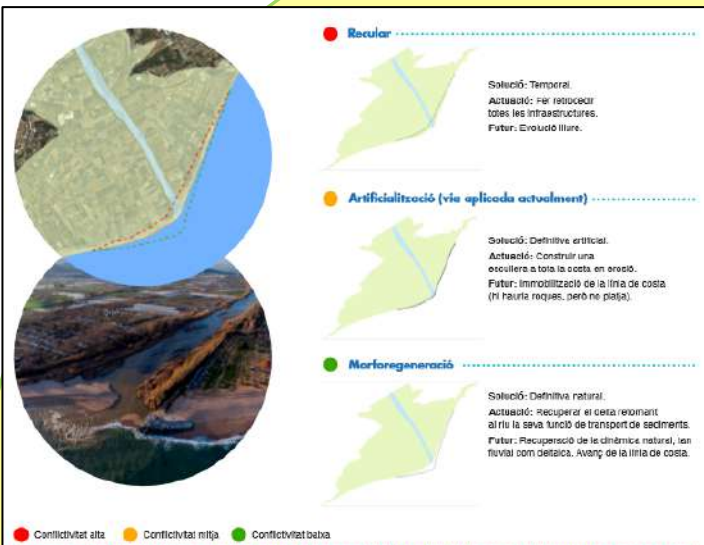 Recular
Solució: Temporal.
Actuació: Fer retrocedir
totes les infraestructures.
Futur: Evolució lliure.
Artificialització (via aplicada actualment)
Solució: Definitiva artificial.
Actuació: Construir una
escullera a tota la costa en erosió.
Futur: Immobilització de la línia de costa
(hi hauria roques, però no platja).
Morforegeneració
Solució: Definitiva natural.
Actuació: Recuperar el delta retornant
al riu la seva funció de transport de sediments.
Futur: Recuperació de la dinàmica natural, tan
fluvial com deltaica. Avanç de la línia de costa.
Conflictivitat alta
Conflictivitat mitja
Conflictivitat baixa